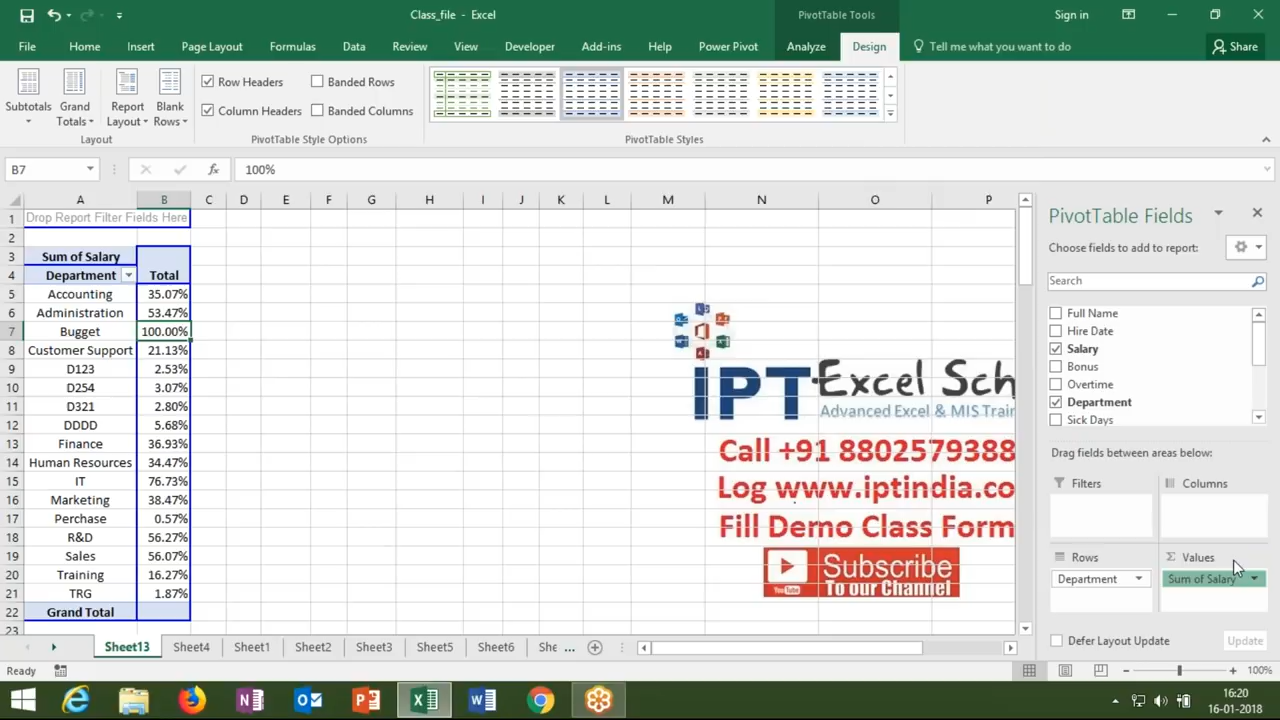 Class_file - Excel
PivotTable Tools
Sign in
File
Home
Insert
Page Layout
Formulas
Data
Review
View
Developer
Add-ins
Help
Power Pivot
Analyze
Design
Tell me what you want to do
Share
Subtotals
Grand Totals
Report Layout
Blank Rows
Row Headers
Banded Rows
Column Headers
Banded Columns
Layout
PivotTable Style Options
PivotTable Styles
B7
fx
100%
A B C D E F G H I J K L M N O P
1 Drop Report Filter Fields Here
2
3 Sum of Salary
4 Department Total
5 Accounting 35.07%
6 Administration 53.47%
7 Bugget 100.00%
8 Customer Support 21.13%
9 D123 2.53%
10 D254 3.07%
11 D321 2.80%
12 DDDD 5.68%
13 Finance 36.93%
14 Human Resources 34.47%
15 IT 76.73%
16 Marketing 38.47%
17 Perchase 0.57%
18 R&D 56.27%
19 Sales 56.07%
20 Training 16.27%
21 TRG 1.87%
22 Grand Total
23
IPT Excel Sch
Advanced Excel & MIS Train
Call +91 8802579388
Log www.iptindia.co
Fill Demo Class Form
Subscribe
YouTube
To our Channel
PivotTable Fields
Choose fields to add to report:
Search
Full Name
Hire Date
Salary
Bonus
Overtime
Department
Sick Days
Drag fields between areas below:
Filters
Columns
Rows
Σ Values
Department
Sum of Salary
Defer Layout Update
Update
Sheet13
Sheet4
Sheet1
Sheet2
Sheet3
Sheet5
Sheet6
She ...
Ready
100%
16:20
16-01-2018